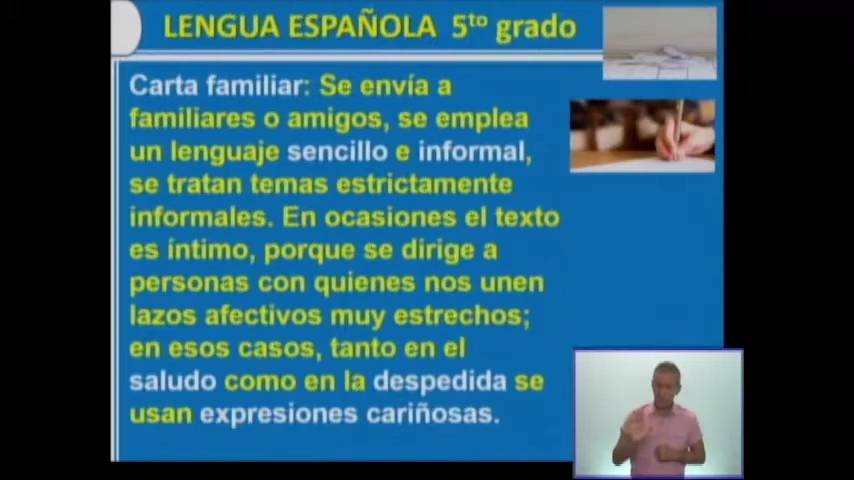 LENGUA ESPAÑOLA 5to grado
Carta familiar: Se envía a
familiares o amigos, se emplea
un lenguaje sencillo e informal,
se tratan temas estrictamente
informales. En ocasiones el texto
es íntimo, porque se dirige a
personas con quienes nos unen
lazos afectivos muy estrechos;
en esos casos, tanto en el
saludo como en la despedida se
usan expresiones cariñosas.